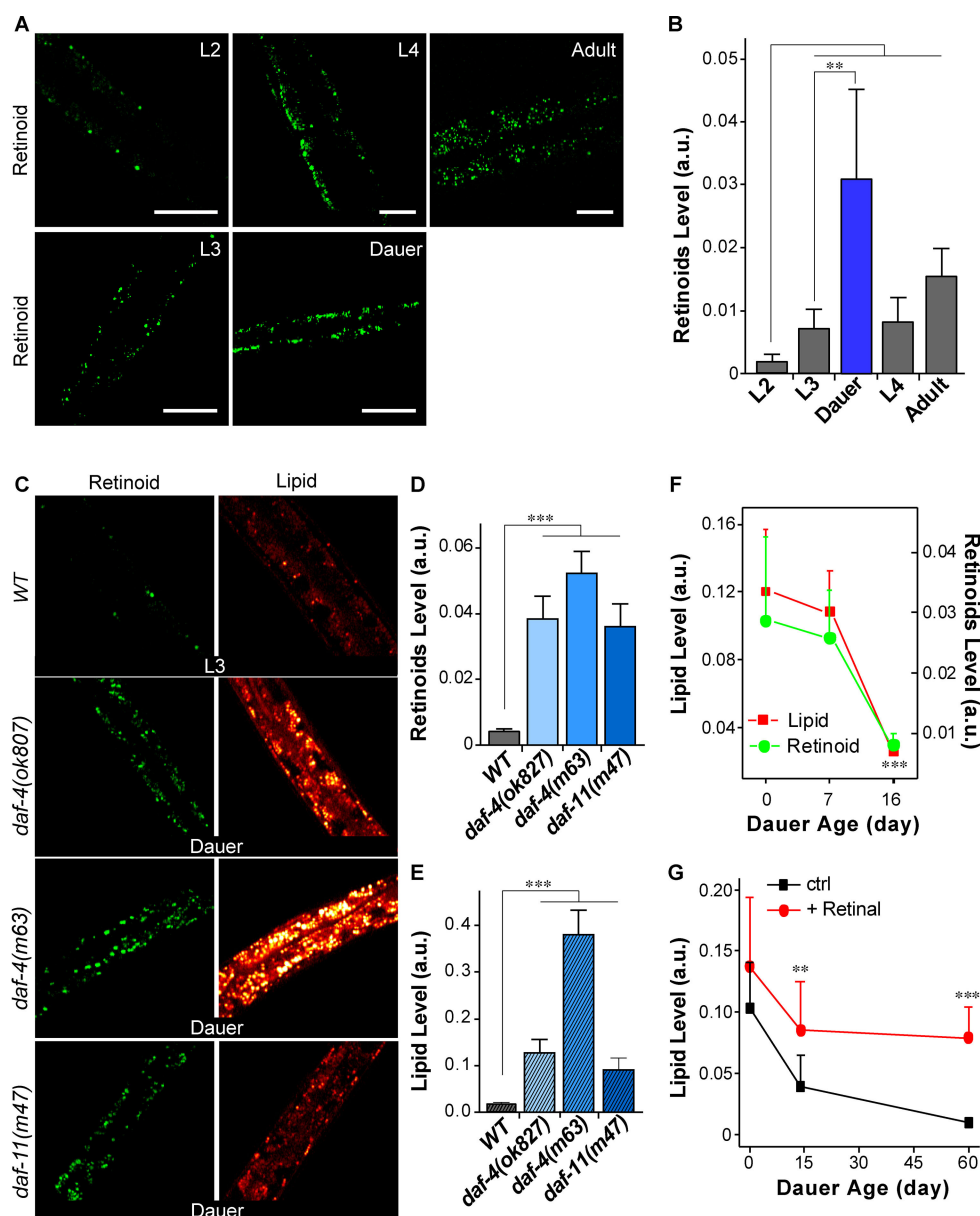 A
L2
L4
Adult
Retinoid
L3
Dauer
Retinoid
B
**
0.05
0.04
0.03
0.02
0.01
0
Retinoids Level (a.u.)
L2
L3
Dauer
L4
Adult
C
Retinoid
Lipid
WT
L3
daf-4(ok807)
Dauer
daf-4(m63)
Dauer
daf-11(m47)
Dauer
D
***
0.06
0.04
0.02
0
Retinoids Level (a.u.)
WT
daf-4(ok827)
daf-4(m63)
daf-11(m47)
E
***
0.4
0.3
0.2
0.1
0.0
Lipid Level (a.u.)
WT
daf-4(ok827)
daf-4(m63)
daf-11(m47)
F
0.16
0.12
0.08
0.04
Lipid Level (a.u.)
0.04
0.03
0.02
0.01
Retinoids Level
(a.u.)
Lipid
Retinoid
***
0
7
16
Dauer Age (day)
G
ctrl
+ Retinal
0.20
0.15
0.10
0.05
0
Lipid Level (a.u.)
**
***
0
15
30
45
60
Dauer Age (day)